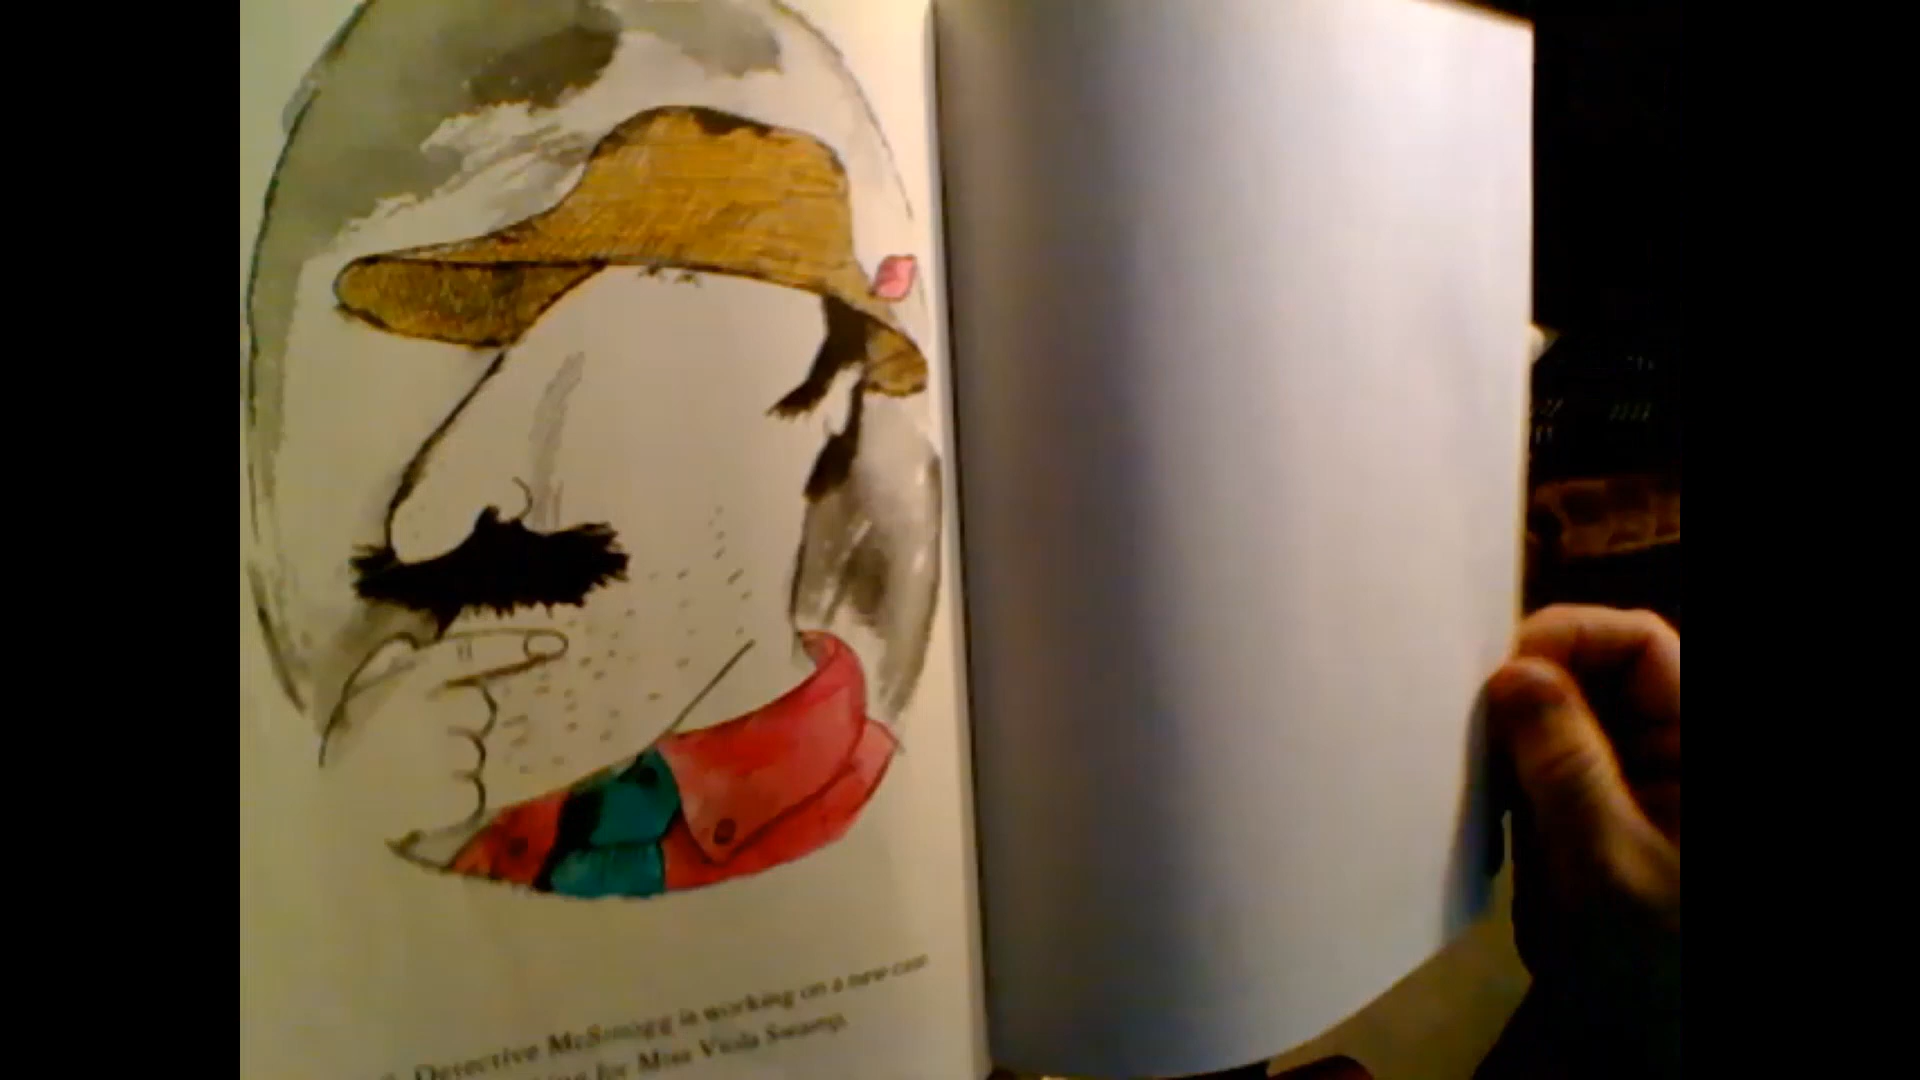 Detective McSmogg is working on a new case
for Miss Viola Swamp.